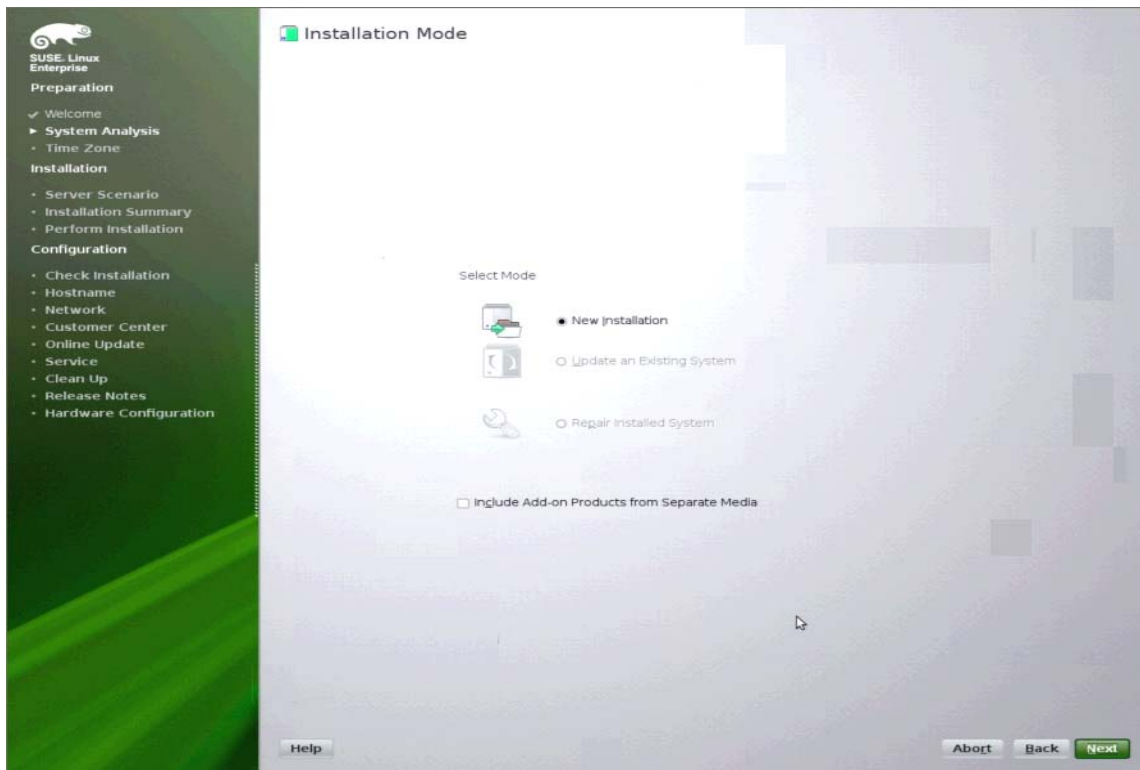 SUSE. Linux
Enterprise
Preparation
Welcome
System Analysis
Time Zone
Installation
Server Scenario
Installation Summary
Perform Installation
Configuration
Check Installation
Hostname
Network
Customer Center
Online Update
Service
Clean Up
Release Notes
Hardware Configuration
Installation Mode
Select Mode
New Installation
Update an Existing System
Repair Installed System
Include Add-on Products from Separate Media
Help
Abort
Back
Next